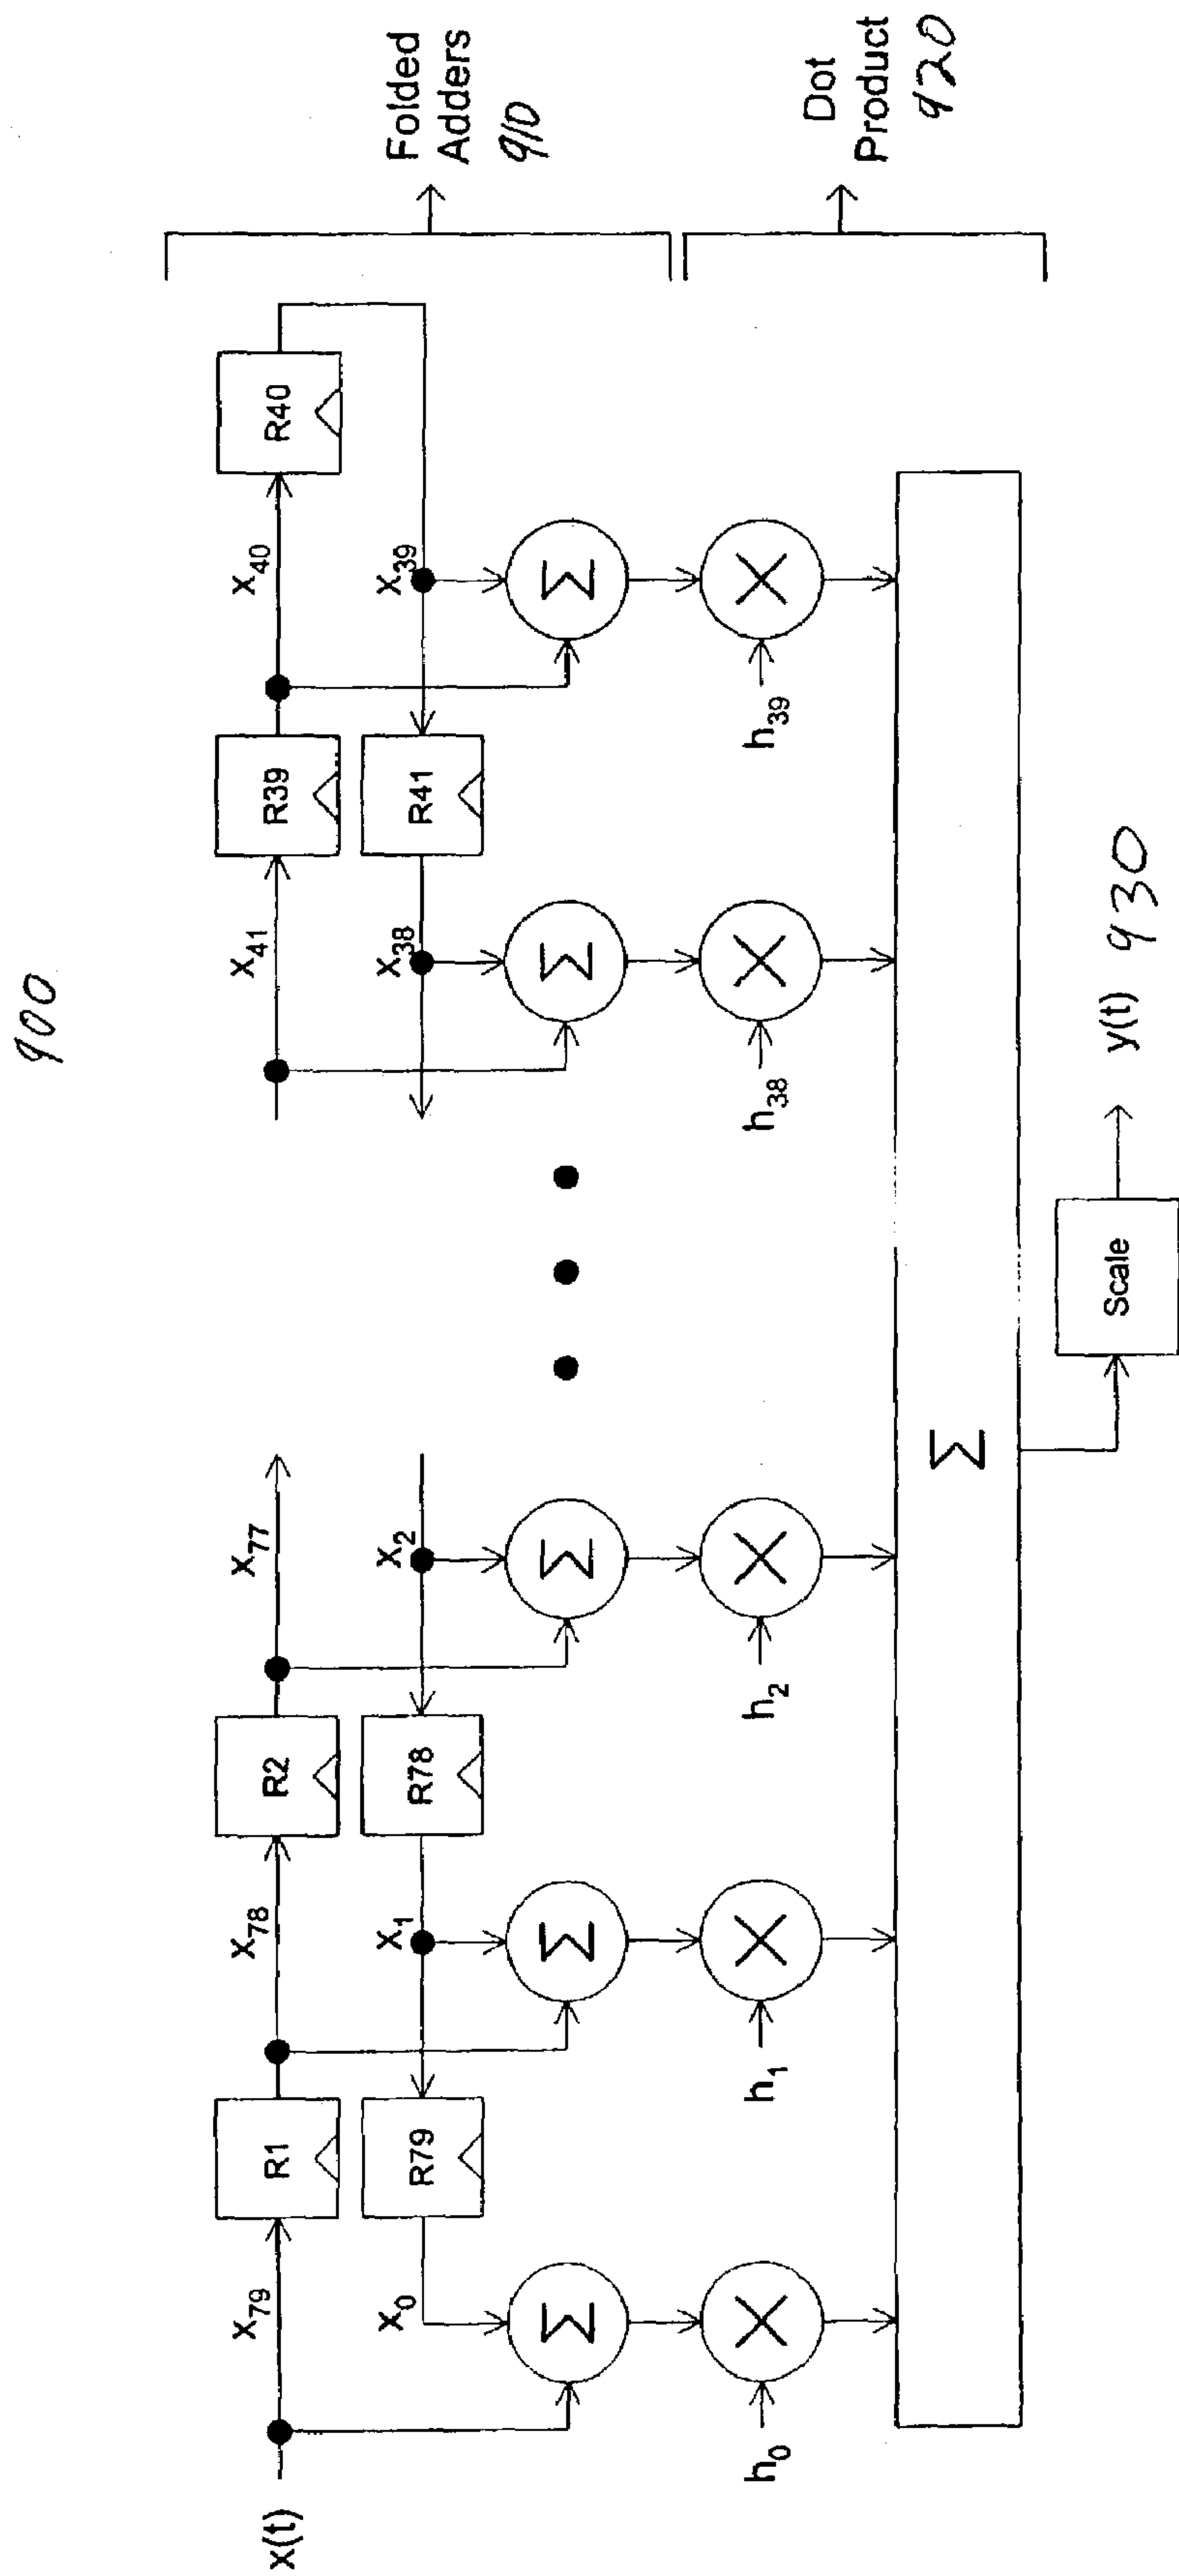 900
x(t)
X79
R1
X78
R2
X77
X41
R39
X40
R40
X0
R79
X1
R78
X2
X38
R41
X39
Σ
Σ
Σ
Σ
Σ
h0
X
h1
X
h2
X
h38
X
h39
X
Σ
Scale
y(t) 930
Folded
Adders
910
Dot
Product
920